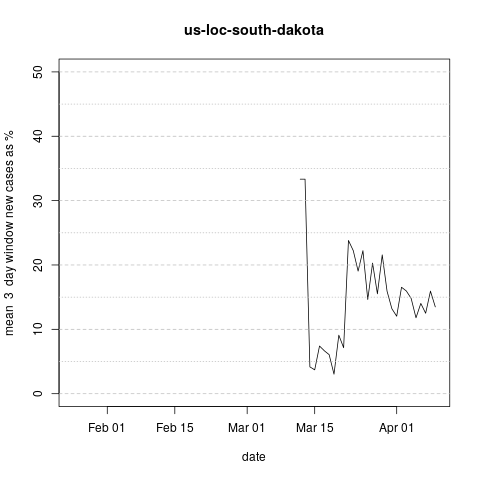 us-loc-south-dakota
mean 3 day window new cases as %
50
40
30
20
10
0
Feb 01 Feb 15 Mar 01 Mar 15 Apr 01
date